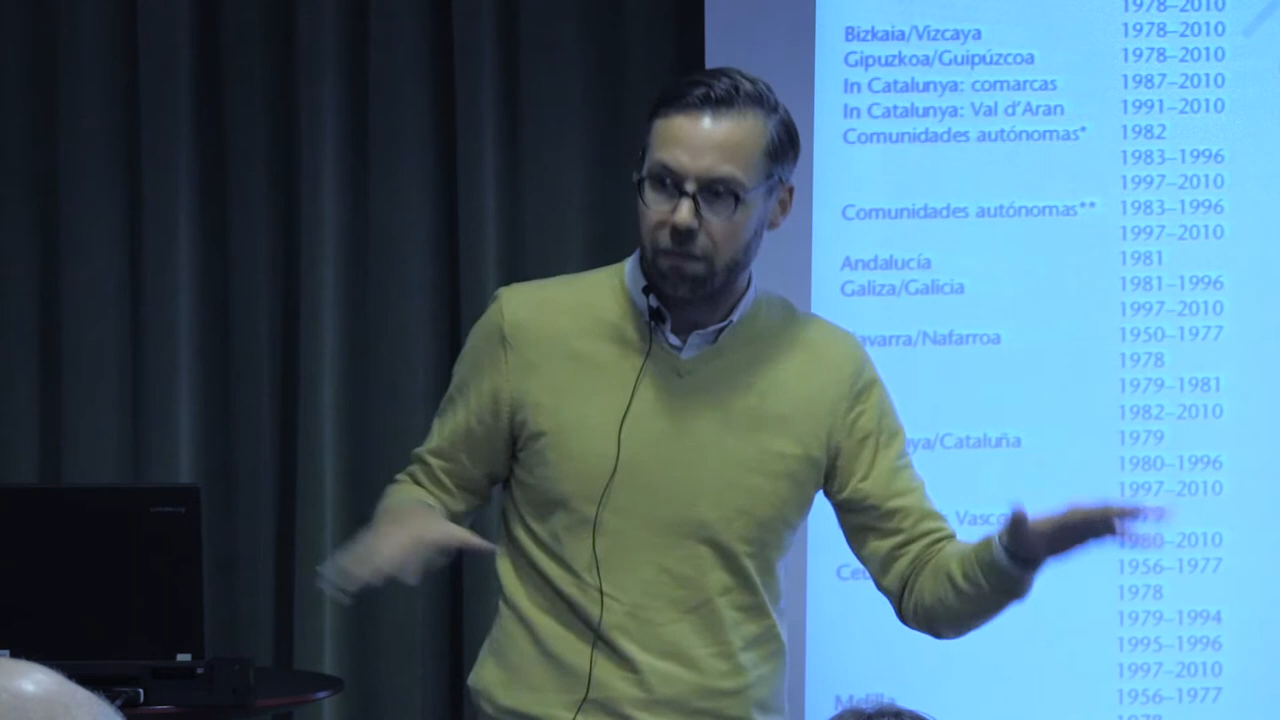 1978–2010
Bizkaia/Vizcaya 1978–2010
Gipuzkoa/Guipúzcoa 1978–2010
In Catalunya: comarcas 1987–2010
In Catalunya: Val d’Aran 1991–2010
Comunidades autónomas* 1982
1983–1996
1997–2010
Comunidades autónomas** 1983–1996
1997–2010
Andalucía 1981
Galiza/Galicia 1981–1996
1997–2010
avarra/Nafarroa 1950–1977
1978
1979–1981
1982–2010
ya/Cataluña 1979
1980–1996
1997–2010
Vasco
1980–2010
Ceu 1956–1977
1978
1979–1994
1995–1996
1997–2010
Melilla 1956–1977